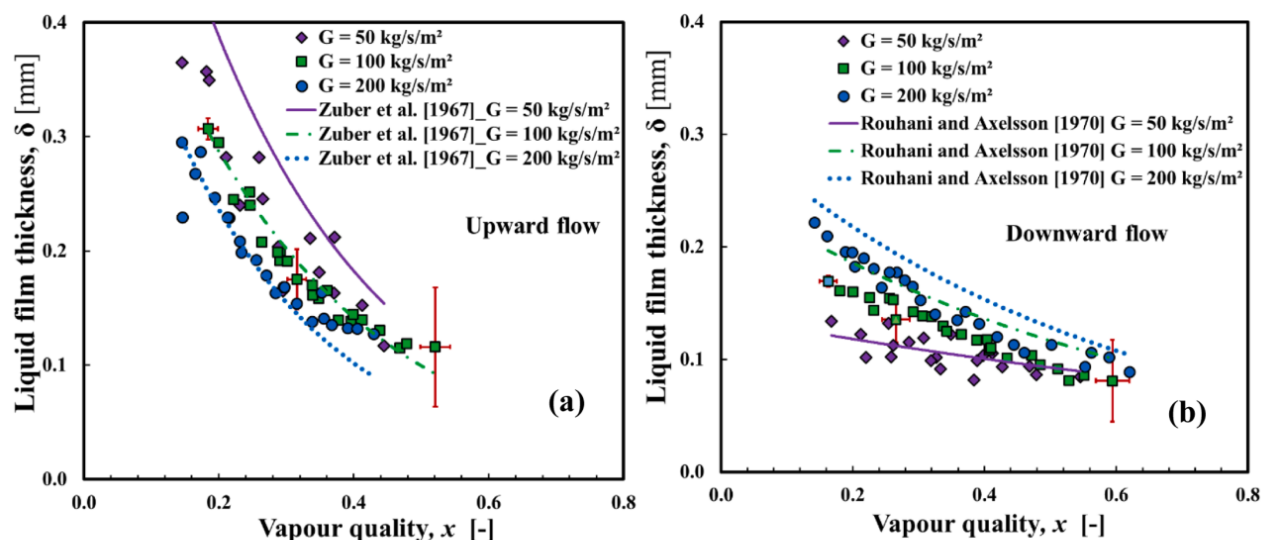 (a)
Liquid film thickness, δ [mm]
0.4
0.3
0.2
0.1
0.0
G = 50 kg/s/m²
G = 100 kg/s/m²
G = 200 kg/s/m²
Zuber et al. [1967]_G = 50 kg/s/m²
Zuber et al. [1967]_G = 100 kg/s/m²
Zuber et al. [1967]_G = 200 kg/s/m²
Upward flow
0.0 0.2 0.4 0.6 0.8
Vapour quality, x [-]
Liquid film thickness, δ [mm]
0.4
0.3
0.2
0.1
0.0
G = 50 kg/s/m²
G = 100 kg/s/m²
G = 200 kg/s/m²
Rouhani and Axelsson [1970] G = 50 kg/s/m²
Rouhani and Axelsson [1970] G = 100 kg/s/m²
Rouhani and Axelsson [1970] G = 200 kg/s/m²
Downward flow
(b)
0.0 0.2 0.4 0.6 0.8
Vapour quality, x [-]